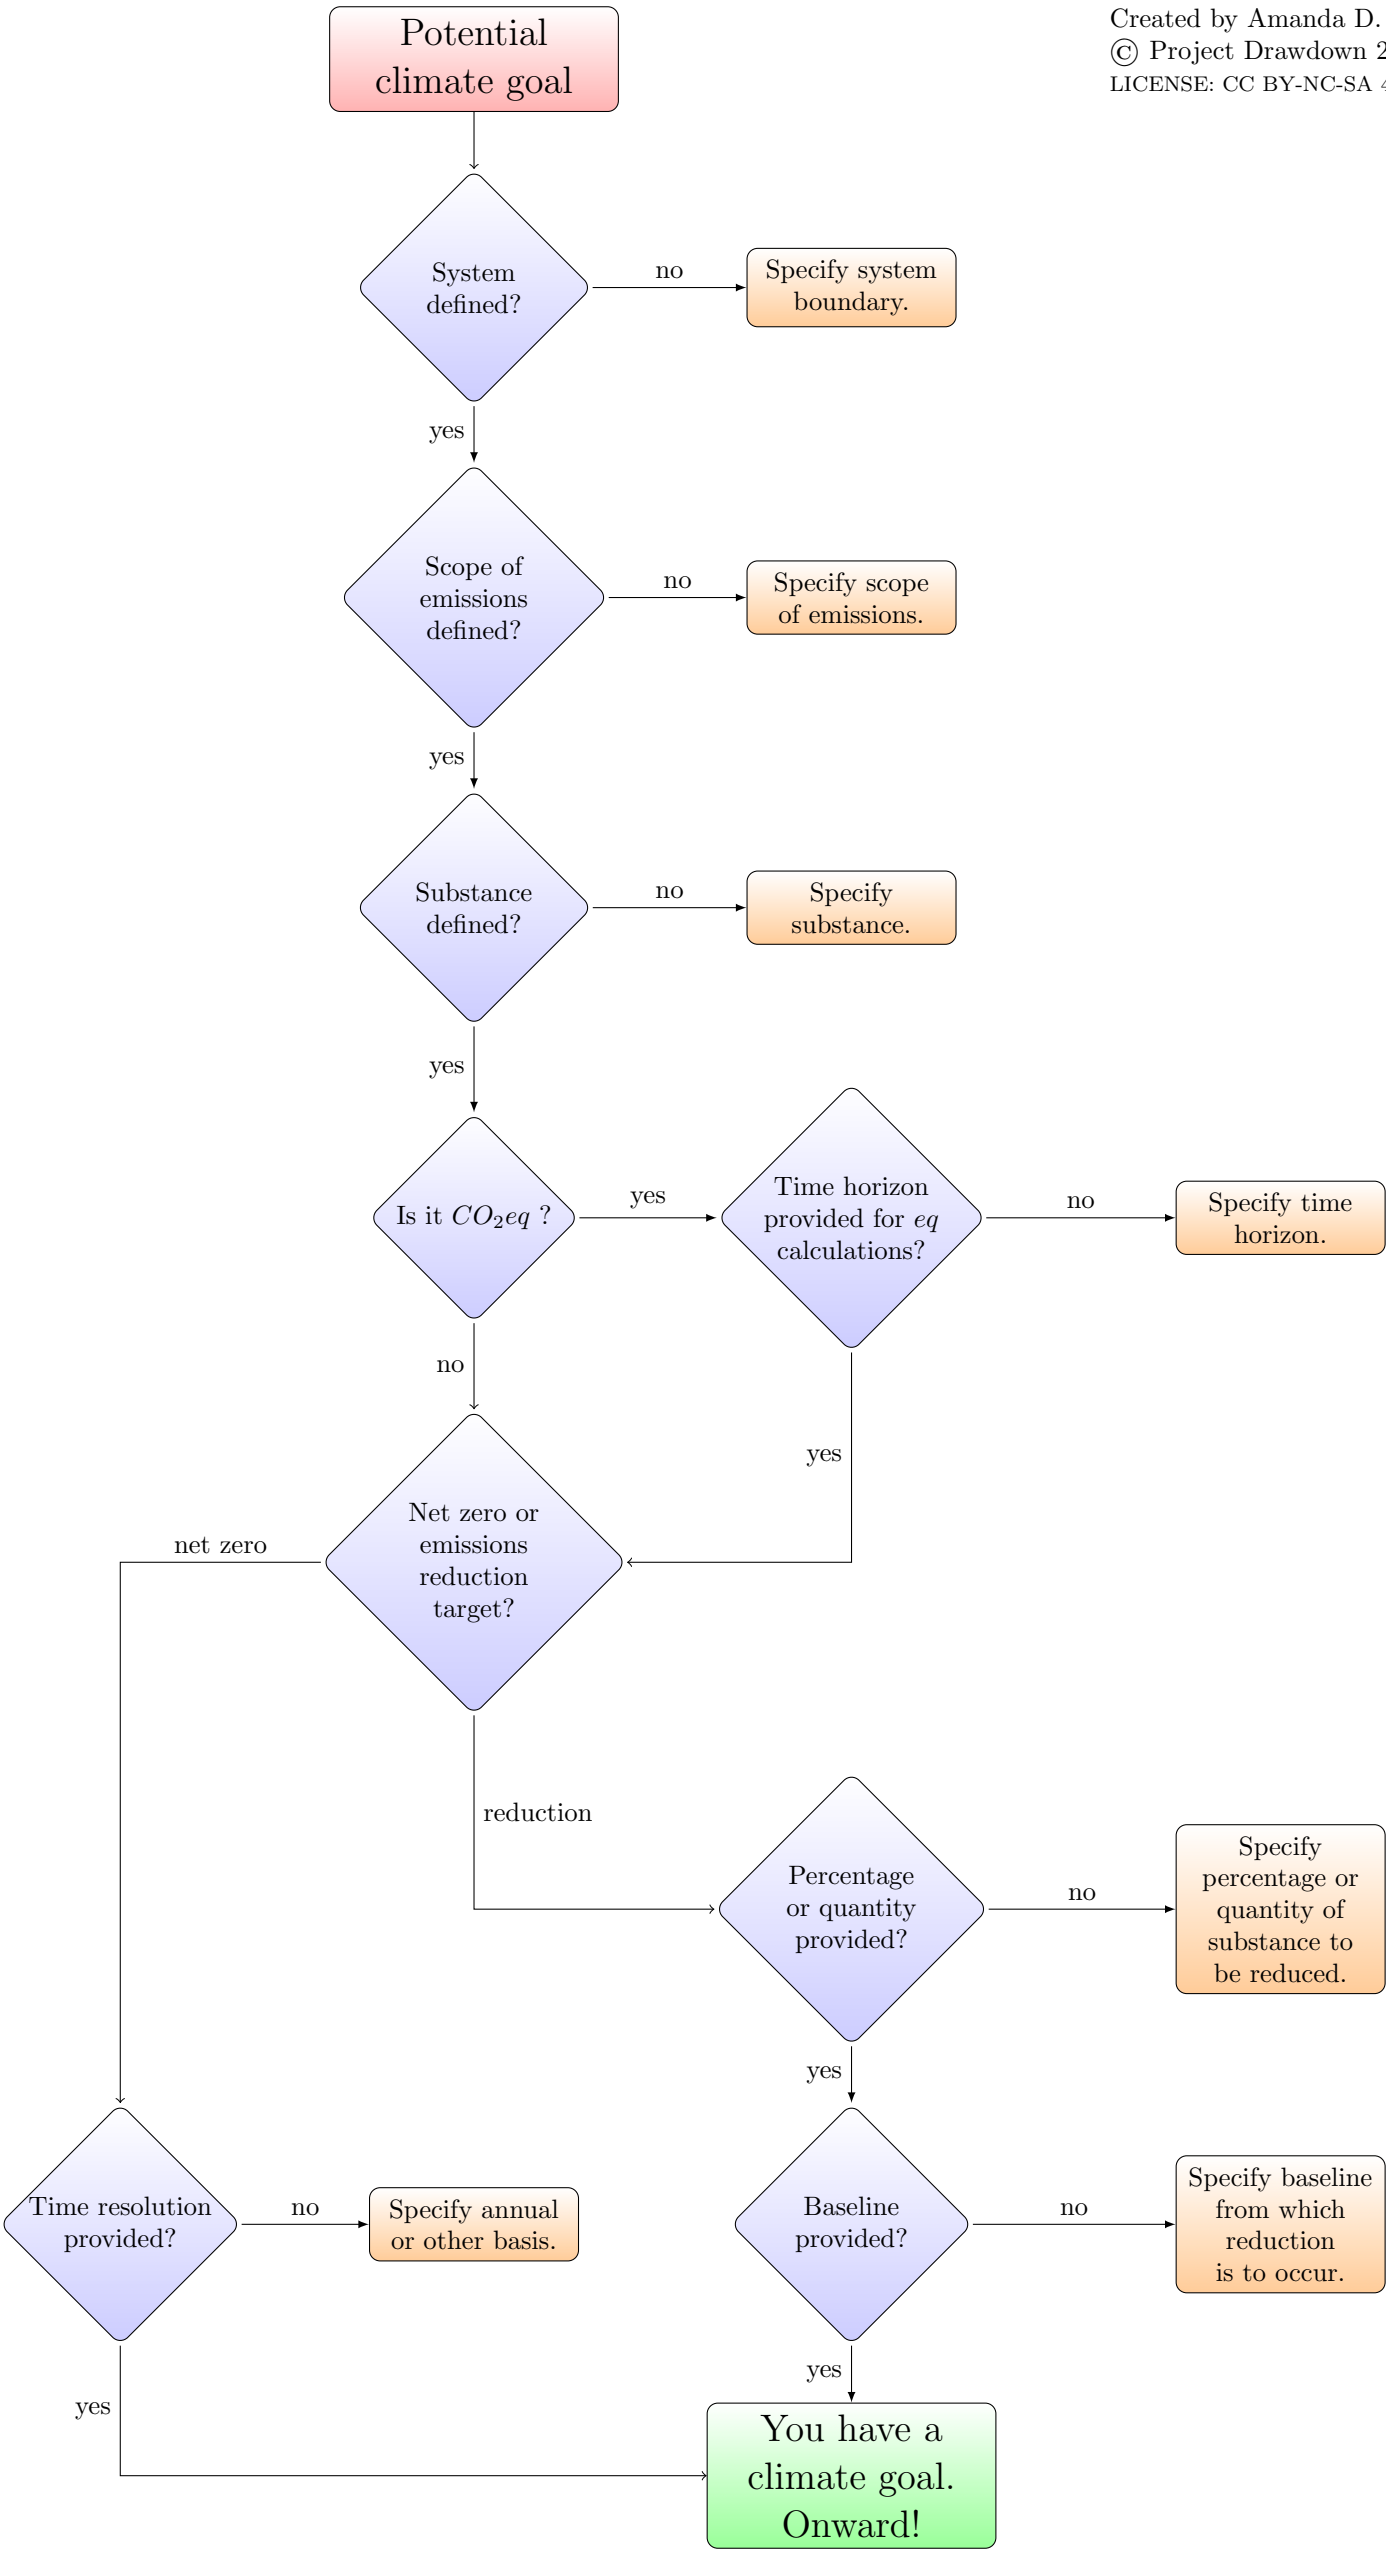 Potential
climate goal
Created by Amanda D.
© Project Drawdown 2
LICENSE: CC BY-NC-SA 4
System
defined?
no
Specify system
boundary.
yes
Scope of
emissions
defined?
no
Specify scope
of emissions.
yes
Substance
defined?
no
Specify
substance.
yes
Is it CO₂eq ?
yes
Time horizon
provided for eq
calculations?
no
Specify time
horizon.
no
yes
Net zero or
emissions
reduction
target?
net zero
reduction
Percentage
or quantity
provided?
no
Specify
percentage or
quantity of
substance to
be reduced.
yes
Time resolution
provided?
no
Specify annual
or other basis.
Baseline
provided?
no
Specify baseline
from which
reduction
is to occur.
yes
yes
You have a
climate goal.
Onward!